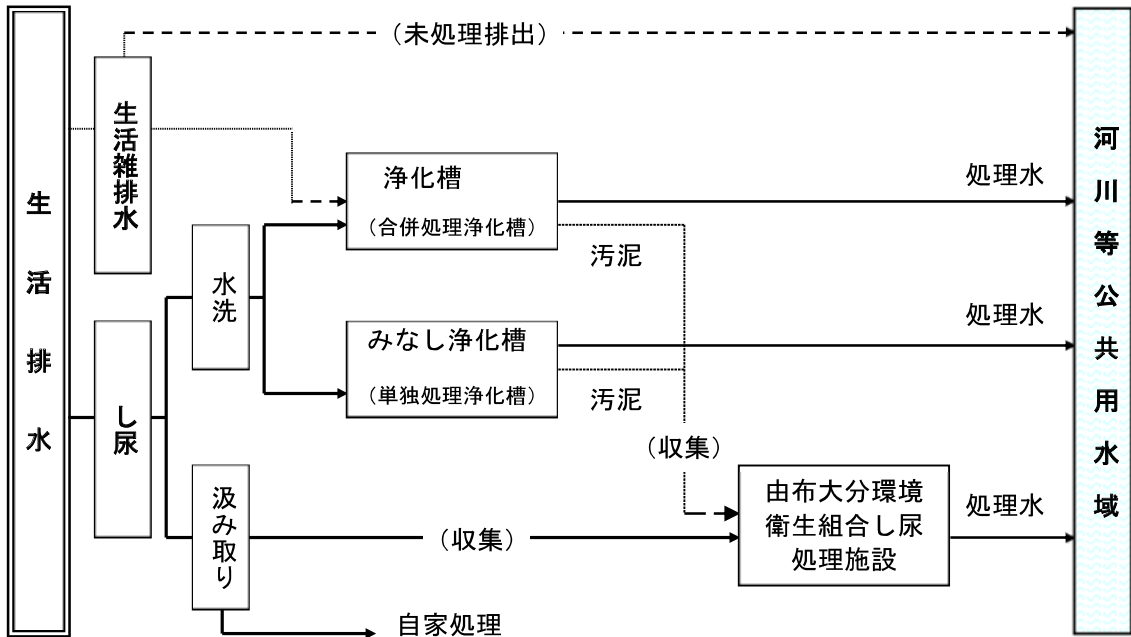 生活排水
(未処理排出)
生活雑排水
し尿
水洗
汲み取り
浄化槽
(合併処理浄化槽)
処理水
汚泥
みなし浄化槽
(単独処理浄化槽)
処理水
汚泥
(収集)
(収集)
由布大分環境
衛生組合し尿
処理施設
処理水
自家処理
河川等公共用水域